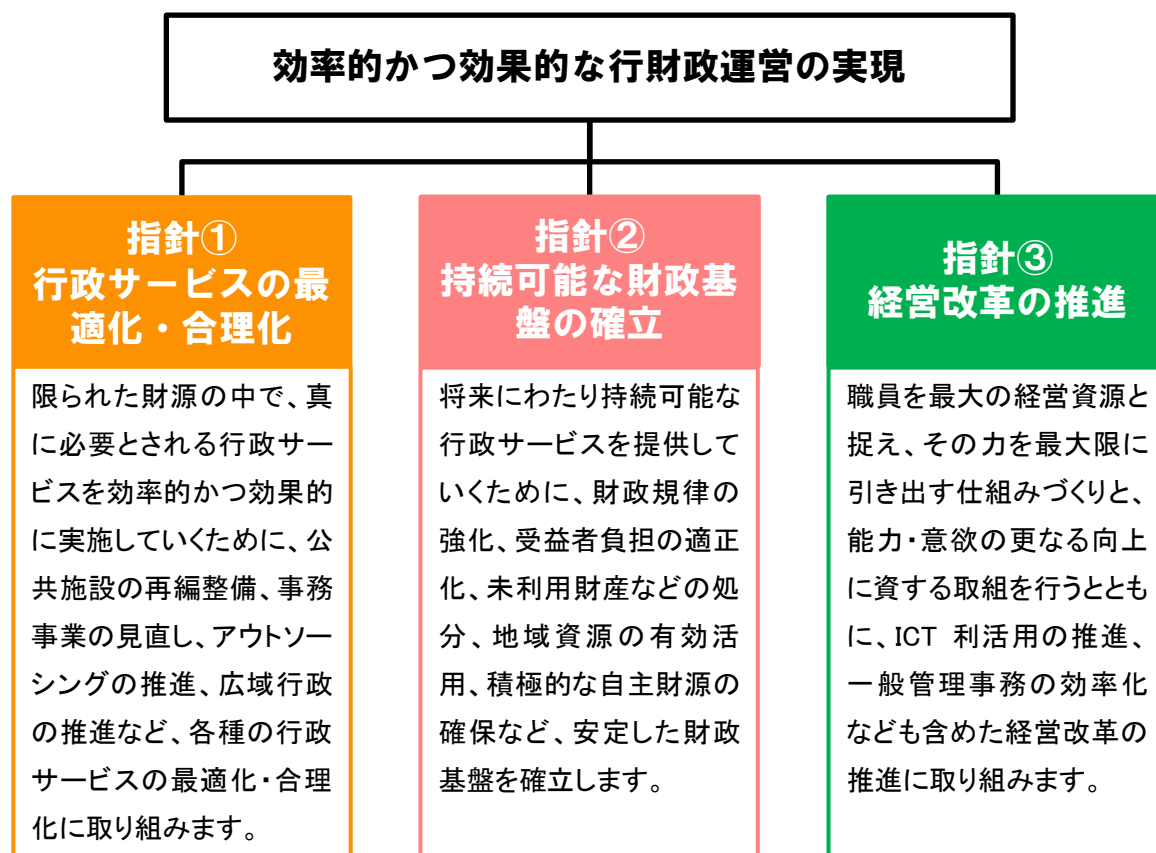 効率的かつ効果的な行財政運営の実現
指針①
行政サービスの最
適化・合理化
限られた財源の中で、真
に必要とされる行政サー
ビスを効率的かつ効果的
に実施していくために、公
共施設の再編整備、事務
事業の見直し、アウトソー
シングの推進、広域行政
の推進など、各種の行政
サービスの最適化・合理
化に取り組みます。
指針②
持続可能な財政基
盤の確立
将来にわたり持続可能な
行政サービスを提供して
いくために、財政規律の
強化、受益者負担の適正
化、未利用財産などの処
分、地域資源の有効活
用、積極的な自主財源の
確保など、安定した財政
基盤を確立します。
指針③
経営改革の推進
職員を最大の経営資源と
捉え、その力を最大限に
引き出す仕組みづくりと、
能力・意欲の更なる向上
に資する取組を行うととも
に、ICT 利活用の推進、
一般管理事務の効率化
なども含めた経営改革の
推進に取り組みます。